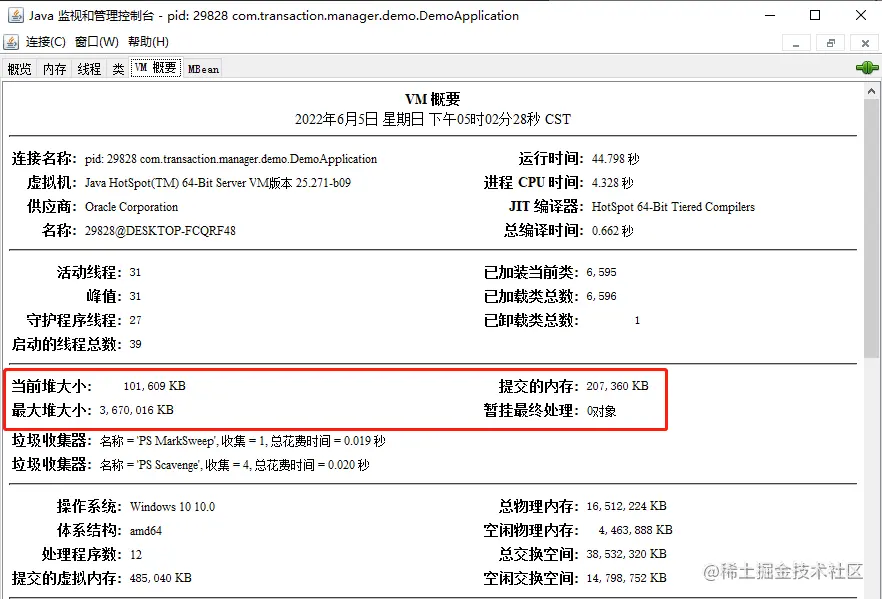 Java 监视和管理控制台 - pid: 29828 com.transaction.manager.demo.DemoApplication
连接(C) 窗口(W) 帮助(H)
概览 内存 线程 类 VM 概要 MBean
VM 概要
2022年6月5日 星期日 下午05时02分28秒 CST
连接名称: pid: 29828 com.transaction.manager.demo.DemoApplication 运行时间: 44.798 秒
虚拟机: Java HotSpot(TM) 64-Bit Server VM版本 25.271-b09 进程 CPU 时间: 4.328 秒
供应商: Oracle Corporation JIT 编译器: HotSpot 64-Bit Tiered Compilers
名称: 29828@DESKTOP-FCQRF48 总编译时间: 0.662 秒
活动线程: 31 已加装当前类: 6,595
峰值: 31 已加载类总数: 6,596
守护程序线程: 27 已卸载类总数: 1
启动的线程总数: 39
当前堆大小: 101,609 KB 提交的内存: 207,360 KB
最大堆大小: 3,670,016 KB 暂挂最终处理: 0对象
垃圾收集器: 名称 = 'PS MarkSweep', 收集 = 1, 总花费时间 = 0.019 秒
垃圾收集器: 名称 = 'PS Scavenge', 收集 = 4, 总花费时间 = 0.020 秒
操作系统: Windows 10 10.0 总物理内存: 16,512,224 KB
体系结构: amd64 空闲物理内存: 4,463,888 KB
处理程序数: 12 总交换空间: 38,532,320 KB
提交的虚拟内存: 485,040 KB 空闲交换空间: 14,798,752 KB
@稀土掘金技术社区